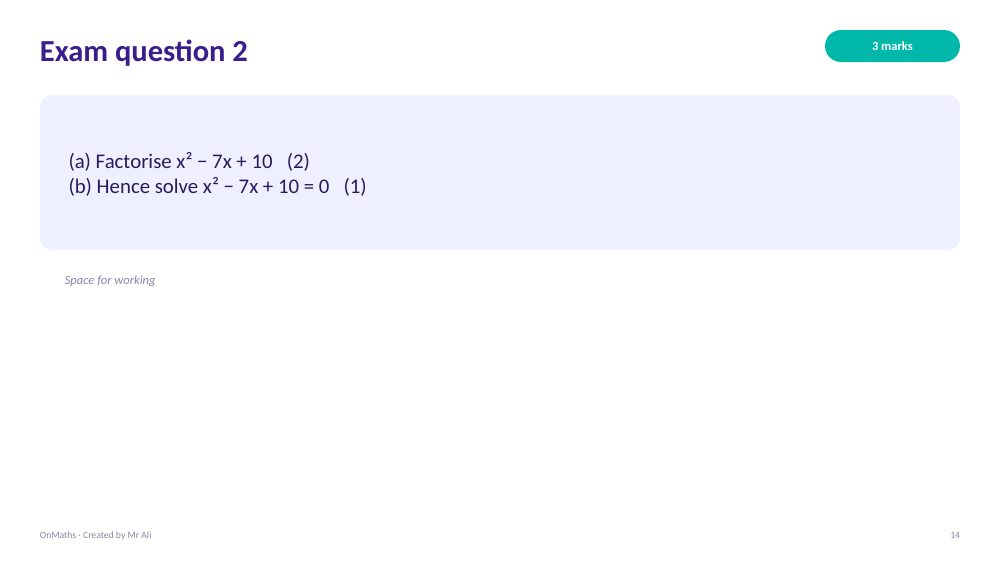 Exam question 2
3 marks
(a) Factorise x² − 7x + 10   (2)
(b) Hence solve x² − 7x + 10 = 0   (1)
Space for working
OnMaths · Created by Mr Ali
14